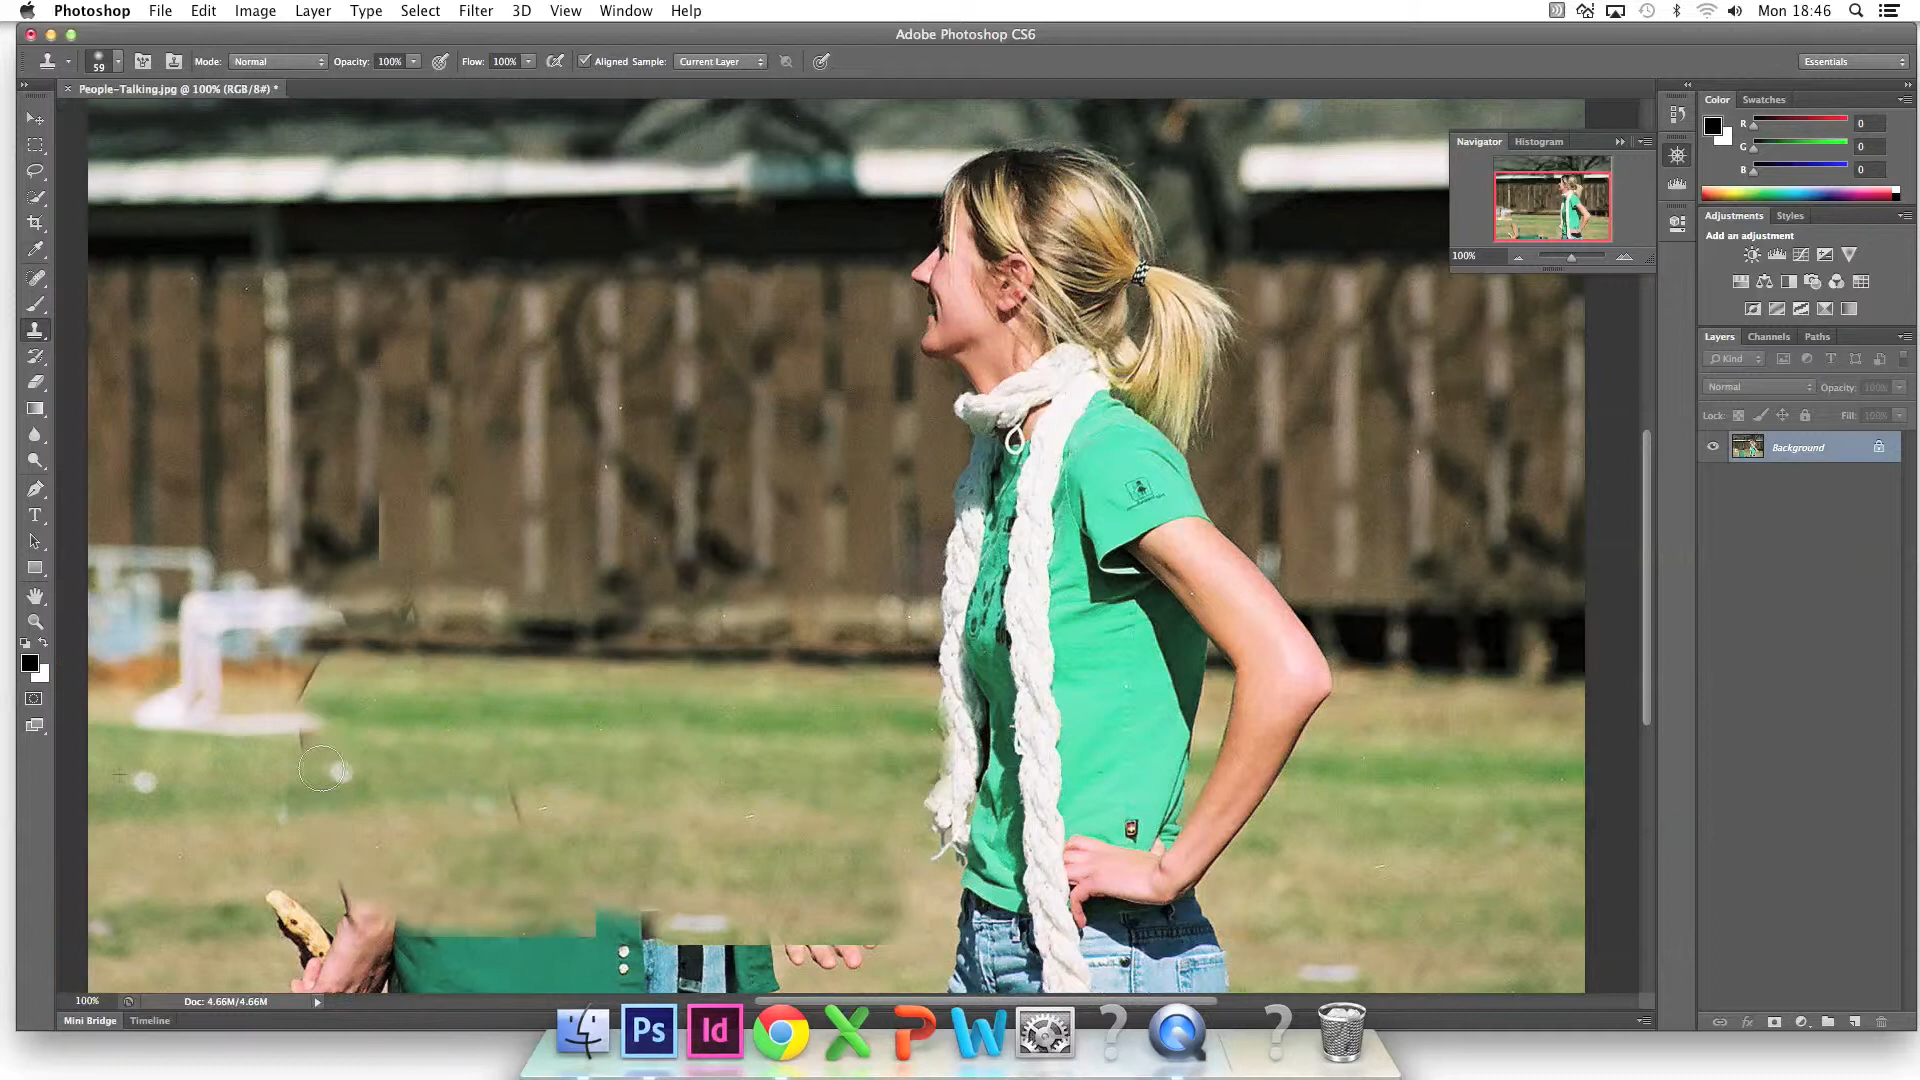 Photoshop File Edit Image Layer Type Select Filter 3D View Window Help Mon 18:46
Adobe Photoshop CS6
59 Mode: Normal Opacity: 100% Flow: 100% Aligned Sample: Current Layer Essentials
People-Talking.jpg @ 100% (RGB/8#) *
Color Swatches
R 0
G 0
B 0
Navigator Histogram
100%
Adjustments Styles
Add an adjustment
Layers Channels Paths
Kind
Normal Opacity: 100%
Lock: Fill: 100%
Background
100% Doc: 4.66M/4.66M
Mini Bridge Timeline
Ps Id